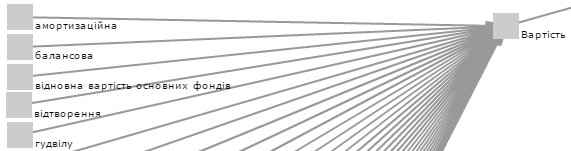 амортизаційна
Вартість
балансова
відновна вартість основних фондів
відтворення
гудвілу